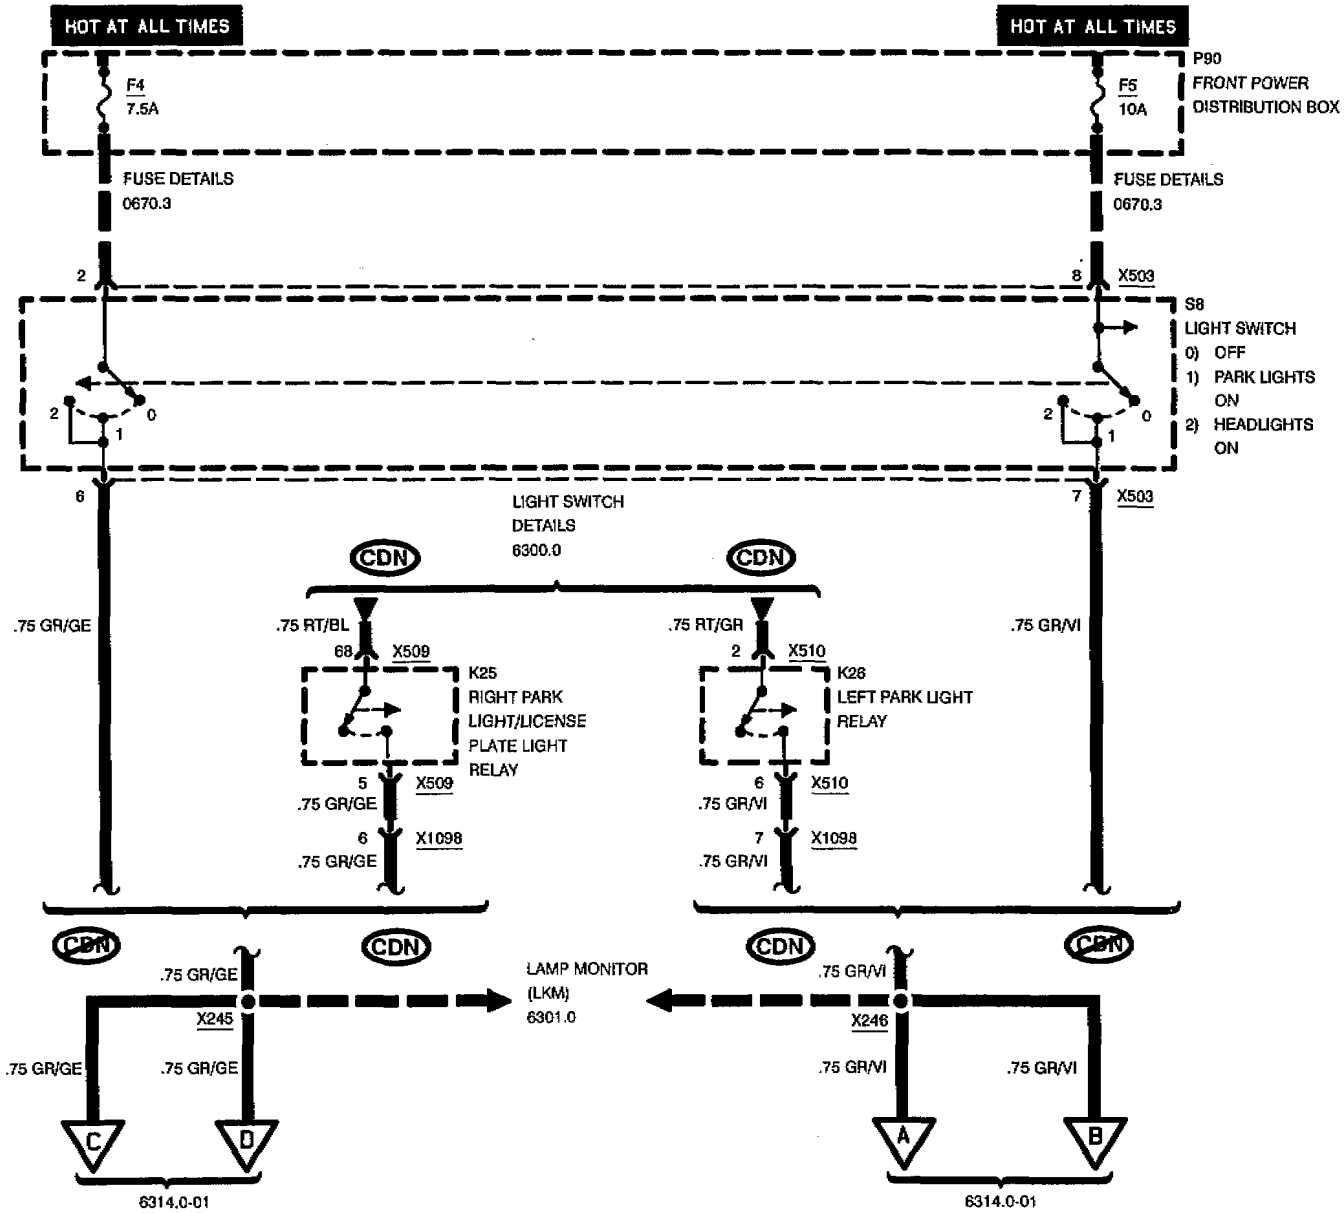 HOT AT ALL TIMES
HOT AT ALL TIMES
P90
FRONT POWER
DISTRIBUTION BOX
F4
7.5A
F5
10A
FUSE DETAILS
0670.3
FUSE DETAILS
0670.3
2
8
X503
S8
LIGHT SWITCH
0) OFF
1) PARK LIGHTS
ON
2) HEADLIGHTS
ON
2
0
1
2
0
1
6
7
X503
LIGHT SWITCH
DETAILS
6300.0
CDN
CDN
.75 GR/GE
.75 RT/BL
.75 RT/GR
.75 GR/VI
68
X509
2
X510
K25
RIGHT PARK
LIGHT/LICENSE
PLATE LIGHT
RELAY
K26
LEFT PARK LIGHT
RELAY
5
X509
6
X510
.75 GR/GE
.75 GR/VI
6
X1098
7
X1098
.75 GR/GE
.75 GR/VI
CDN
CDN
CDN
CDN
.75 GR/GE
LAMP MONITOR
(LKM)
6301.0
.75 GR/VI
X245
X246
.75 GR/GE
.75 GR/GE
.75 GR/VI
.75 GR/VI
C
D
A
B
6314.0-01
6314.0-01